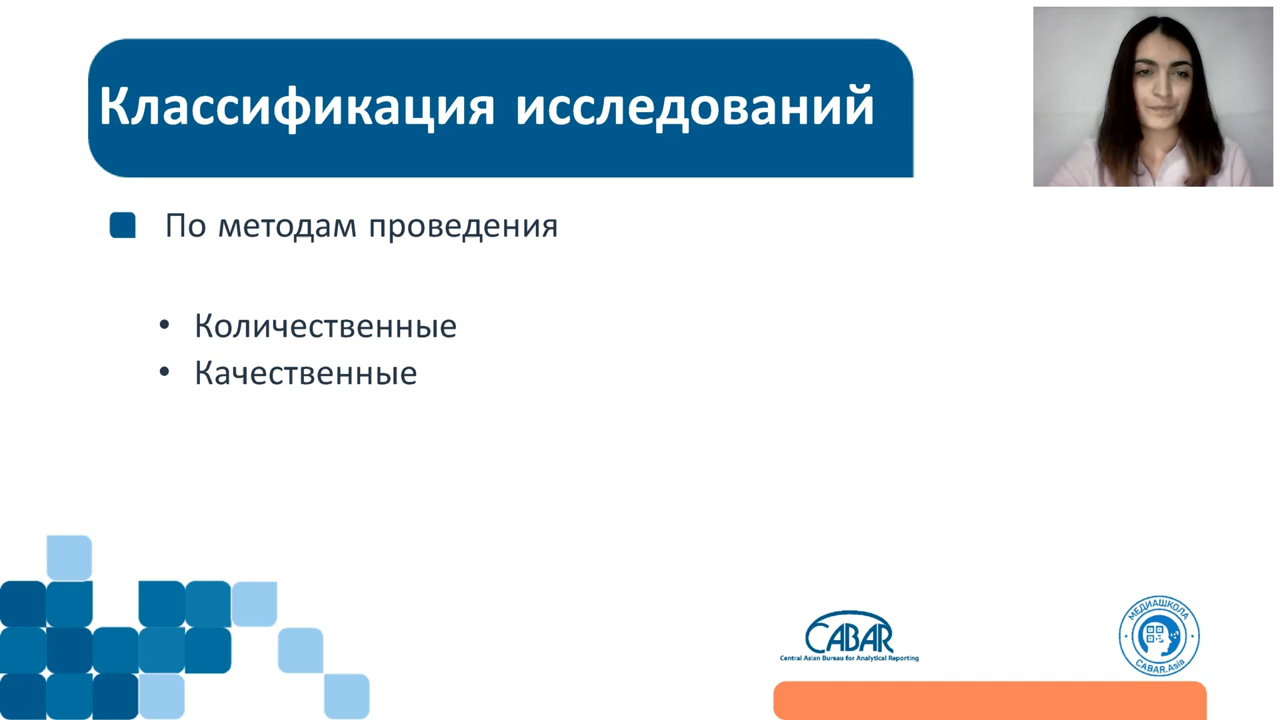 Классификация исследований
По методам проведения
• Количественные
• Качественные
CABAR
Central Asian Bureau for Analytical Reporting
МЕДИАШКОЛА
CABAR.Asia